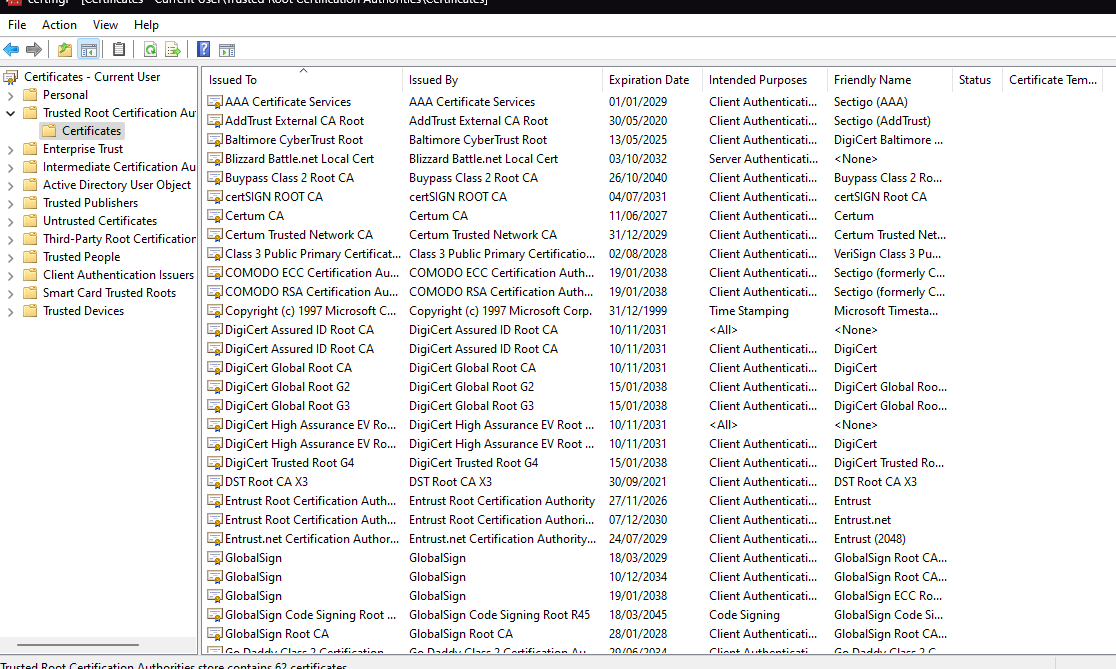 certmgr - [Certificates - Current User\Trusted Root Certification Authorities\Certificates]
File Action View Help
Certificates - Current User
Personal
Trusted Root Certification Au
Certificates
Enterprise Trust
Intermediate Certification Au
Active Directory User Object
Trusted Publishers
Untrusted Certificates
Third-Party Root Certification
Trusted People
Client Authentication Issuers
Smart Card Trusted Roots
Trusted Devices
Issued To Issued By Expiration Date Intended Purposes Friendly Name Status Certificate Tem...
AAA Certificate Services AAA Certificate Services 01/01/2029 Client Authenticati... Sectigo (AAA)
AddTrust External CA Root AddTrust External CA Root 30/05/2020 Client Authenticati... Sectigo (AddTrust)
Baltimore CyberTrust Root Baltimore CyberTrust Root 13/05/2025 Client Authenticati... DigiCert Baltimore ...
Blizzard Battle.net Local Cert Blizzard Battle.net Local Cert 03/10/2032 Server Authenticati... <None>
Buypass Class 2 Root CA Buypass Class 2 Root CA 26/10/2040 Client Authenticati... Buypass Class 2 Ro...
certSIGN ROOT CA certSIGN ROOT CA 04/07/2031 Client Authenticati... certSIGN ROOT CA
Certum CA Certum CA 11/06/2027 Client Authenticati... Certum
Certum Trusted Network CA Certum Trusted Network CA 31/12/2029 Client Authenticati... Certum Trusted Net...
Class 3 Public Primary Certificat... Class 3 Public Primary Certificatio... 02/08/2028 Client Authenticati... VeriSign Class 3 Pu...
COMODO ECC Certification Au... COMODO ECC Certification Auth... 19/01/2038 Client Authenticati... Sectigo (formerly C...
COMODO RSA Certification Au... COMODO RSA Certification Auth... 19/01/2038 Client Authenticati... Sectigo (formerly C...
Copyright (c) 1997 Microsoft C... Copyright (c) 1997 Microsoft Corp. 31/12/1999 Time Stamping Microsoft Timesta...
DigiCert Assured ID Root CA DigiCert Assured ID Root CA 10/11/2031 <All> <None>
DigiCert Assured ID Root CA DigiCert Assured ID Root CA 10/11/2031 Client Authenticati... DigiCert
DigiCert Global Root CA DigiCert Global Root CA 10/11/2031 Client Authenticati... DigiCert
DigiCert Global Root G2 DigiCert Global Root G2 15/01/2038 Client Authenticati... DigiCert Global Roo...
DigiCert Global Root G3 DigiCert Global Root G3 15/01/2038 Client Authenticati... DigiCert Global Roo...
DigiCert High Assurance EV Ro... DigiCert High Assurance EV Root ... 10/11/2031 <All> <None>
DigiCert High Assurance EV Ro... DigiCert High Assurance EV Root ... 10/11/2031 Client Authenticati... DigiCert
DigiCert Trusted Root G4 DigiCert Trusted Root G4 15/01/2038 Client Authenticati... DigiCert Trusted Ro...
DST Root CA X3 DST Root CA X3 30/09/2021 Client Authenticati... DST Root CA X3
Entrust Root Certification Auth... Entrust Root Certification Authority 27/11/2026 Client Authenticati... Entrust
Entrust Root Certification Auth... Entrust Root Certification Authori... 07/12/2030 Client Authenticati... Entrust.net
Entrust.net Certification Author... Entrust.net Certification Authority... 24/07/2029 Client Authenticati... Entrust (2048)
GlobalSign GlobalSign 18/03/2029 Client Authenticati... GlobalSign Root CA...
GlobalSign GlobalSign 10/12/2034 Client Authenticati... GlobalSign Root CA...
GlobalSign GlobalSign 19/01/2038 Client Authenticati... GlobalSign ECC Ro...
GlobalSign Code Signing Root ... GlobalSign Code Signing Root R45 18/03/2045 Code Signing GlobalSign Code Si...
GlobalSign Root CA GlobalSign Root CA 28/01/2028 Client Authenticati... GlobalSign Root CA...
Go Daddy Class 2 Certification Go Daddy Class 2 Certification Au... 29/06/2034 Client Authenticati... Go Daddy Class 2 C...
Trusted Root Certification Authorities store contains 62 certificates.